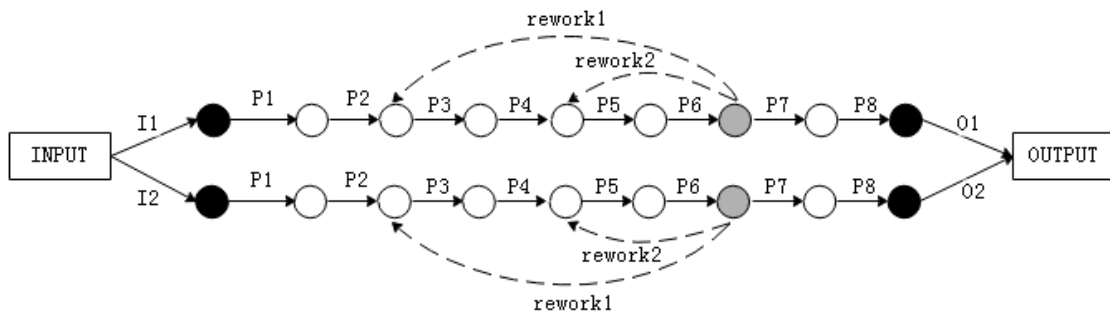 rework1
rework2
P1 P2 P3 P4 P5 P6 P7 P8
I1 O1
INPUT OUTPUT
I2 O2
P1 P2 P3 P4 P5 P6 P7 P8
rework2
rework1